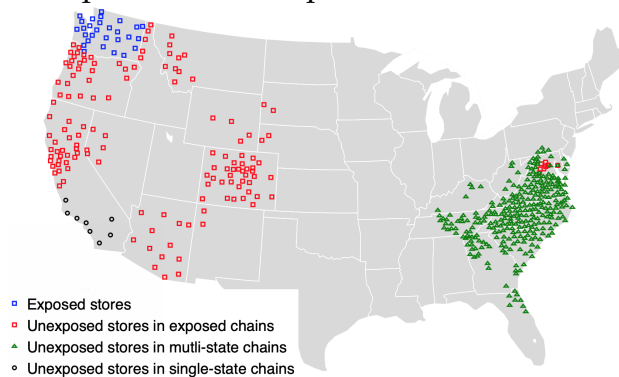 Exposed stores
Unexposed stores in exposed chains
Unexposed stores in mutli-state chains
Unexposed stores in single-state chains